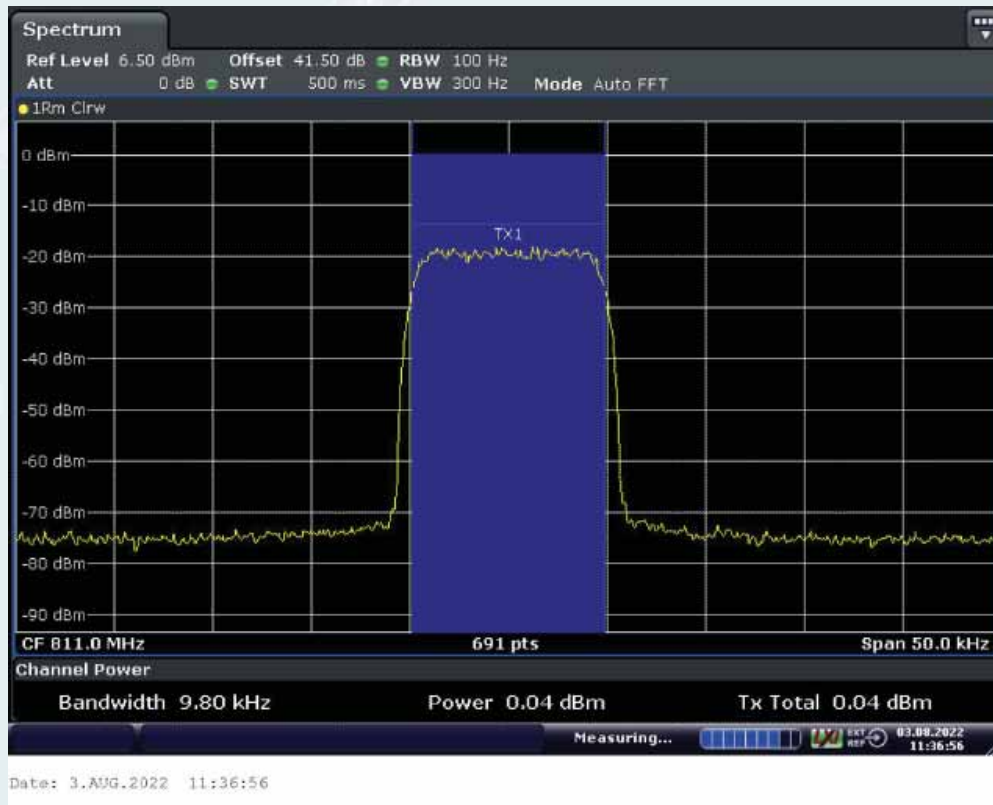 Spectrum
Ref Level 6.50 dBm Offset 41.50 dB RBW 100 Hz
Att 0 dB SWT 500 ms VBW 300 Hz Mode Auto FFT
1Rm Clrw
0 dBm
-10 dBm
TX1
-20 dBm
-30 dBm
-40 dBm
-50 dBm
-60 dBm
-70 dBm
-80 dBm
-90 dBm
CF 811.0 MHz 691 pts Span 50.0 kHz
Channel Power
Bandwidth 9.80 kHz Power 0.04 dBm Tx Total 0.04 dBm
Measuring... EXT REF 03.08.2022
11:36:56
Date: 3.AUG.2022 11:36:56